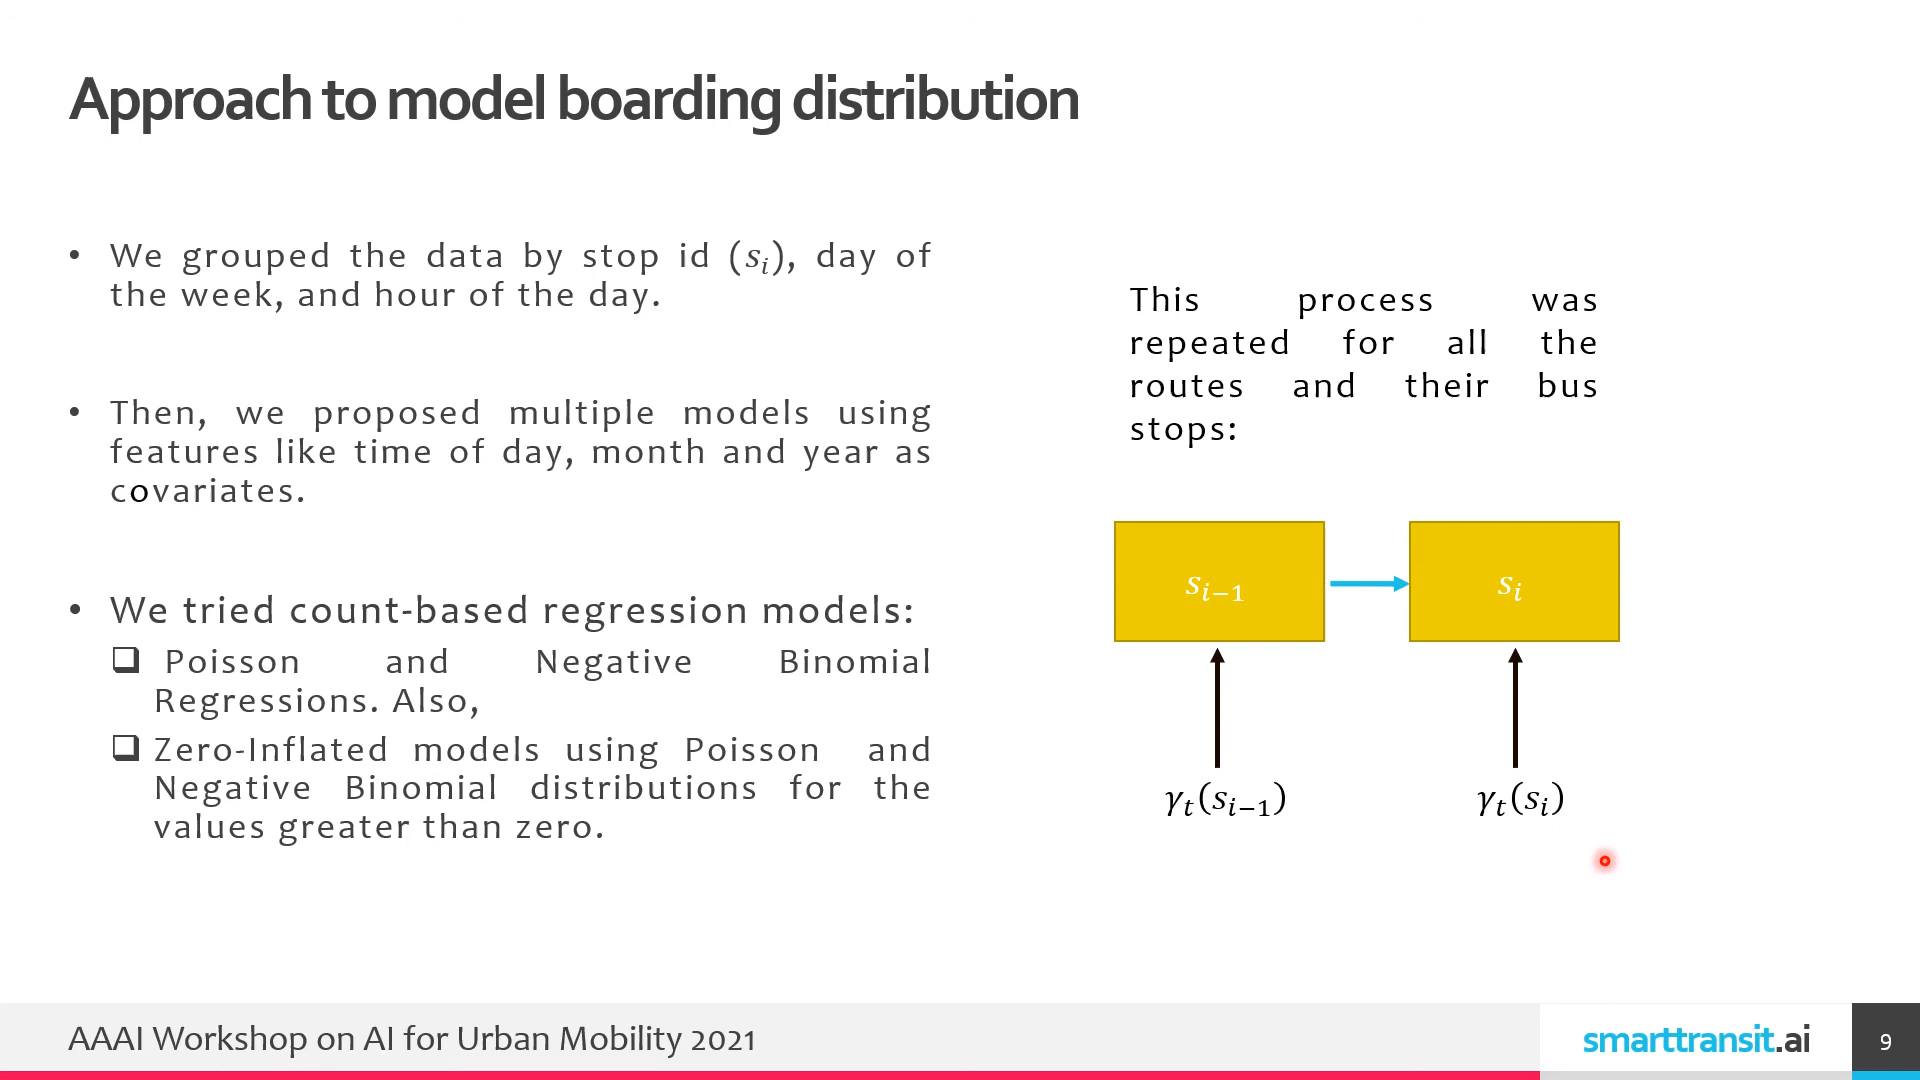 Approach to model boarding distribution
• We grouped the data by stop id (sᵢ), day of
the week, and hour of the day.
• Then, we proposed multiple models using
features like time of day, month and year as
covariates.
• We tried count-based regression models:
❑ Poisson and Negative Binomial
Regressions. Also,
❑ Zero-Inflated models using Poisson and
Negative Binomial distributions for the
values greater than zero.
This process was
repeated for all the
routes and their bus
stops:
sᵢ₋₁
sᵢ
γₜ(sᵢ₋₁)
γₜ(sᵢ)
AAAI Workshop on AI for Urban Mobility 2021
smarttransit.ai
9